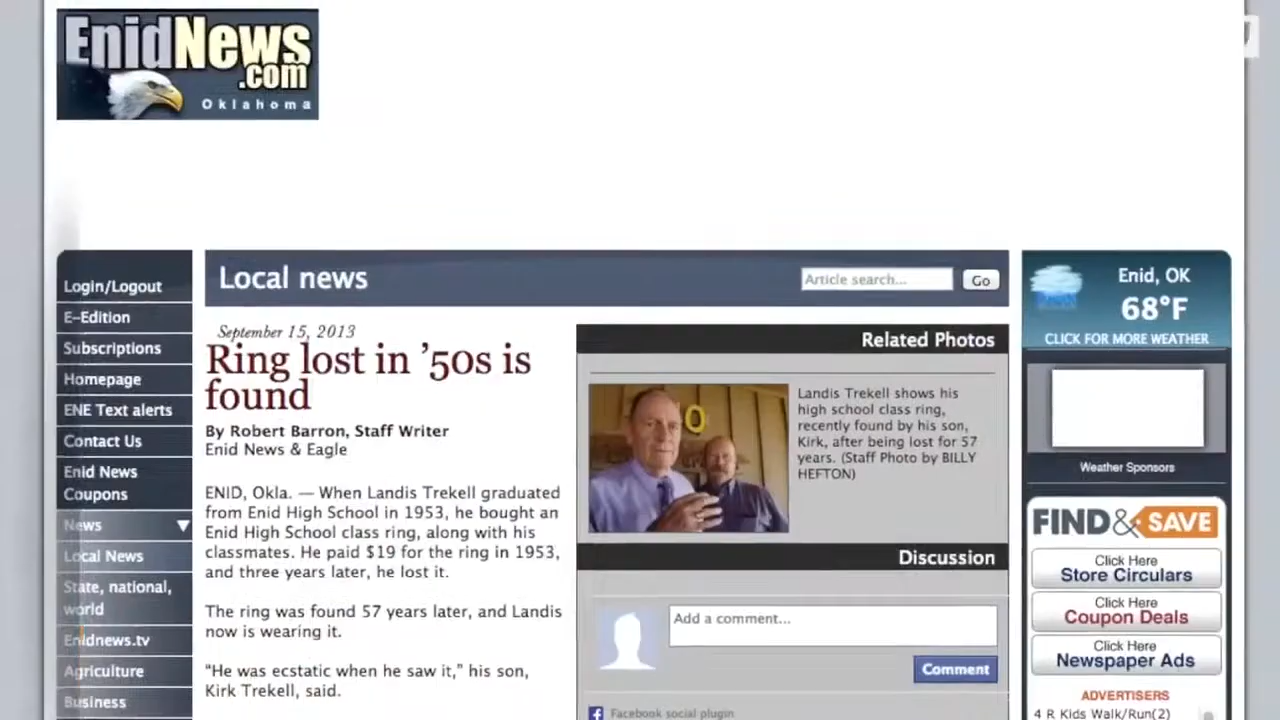 EnidNews
.com
Oklahoma
Login/Logout
E-Edition
Subscriptions
Homepage
ENE Text alerts
Contact Us
Enid News
Coupons
News
Local News
State, national,
world
Enidnews.tv
Agriculture
Business
Local news
Article search...
Go
September 15, 2013
Ring lost in ’50s is
found
By Robert Barron, Staff Writer
Enid News & Eagle
ENID, Okla. — When Landis Trekell graduated
from Enid High School in 1953, he bought an
Enid High School class ring, along with his
classmates. He paid $19 for the ring in 1953,
and three years later, he lost it.
The ring was found 57 years later, and Landis
now is wearing it.
“He was ecstatic when he saw it,” his son,
Kirk Trekell, said.
Related Photos
Landis Trekell shows his
high school class ring,
recently found by his son,
Kirk, after being lost for 57
years. (Staff Photo by BILLY
HEFTON)
Discussion
Add a comment...
Comment
Facebook social plugin
Enid, OK
68°F
CLICK FOR MORE WEATHER
Weather Sponsors
FIND&SAVE
Click Here
Store Circulars
Click Here
Coupon Deals
Click Here
Newspaper Ads
ADVERTISERS
4 R Kids Walk/Run(2)